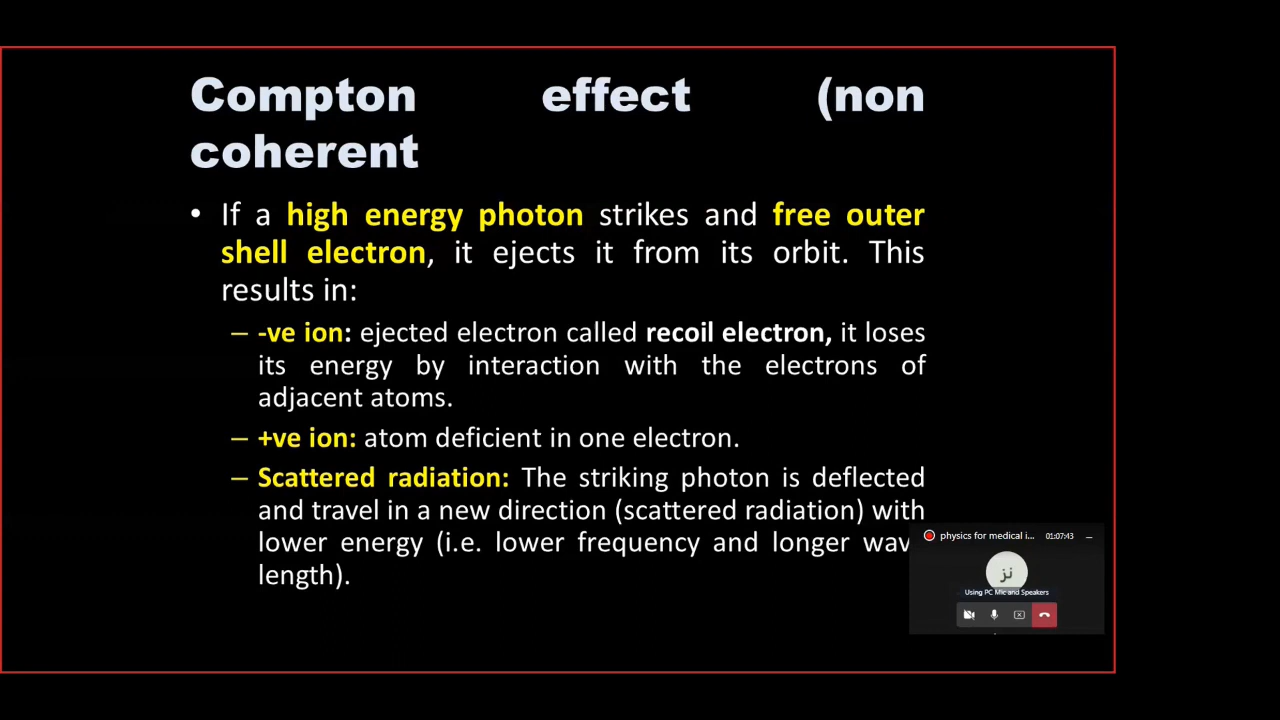 Compton effect (non
coherent
• If a high energy photon strikes and free outer
shell electron, it ejects it from its orbit. This
results in:
– -ve ion: ejected electron called recoil electron, it loses
its energy by interaction with the electrons of
adjacent atoms.
– +ve ion: atom deficient in one electron.
– Scattered radiation: The striking photon is deflected
and travel in a new direction (scattered radiation) with
lower energy (i.e. lower frequency and longer wav
length).
physics for medical i... 01:07:43
نز
Using PC Mic and Speakers